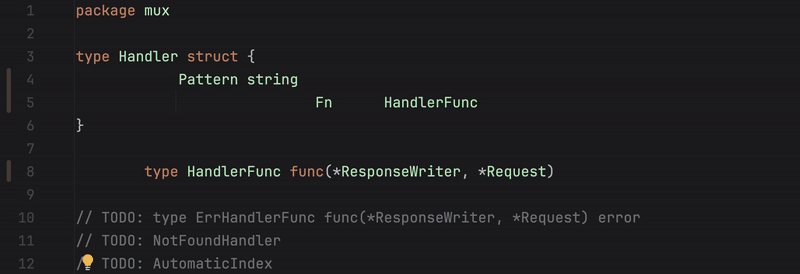 1 package mux
2
3 type Handler struct {
4 Pattern string
5 Fn HandlerFunc
6 }
7
8 type HandlerFunc func(*ResponseWriter, *Request)
9
10 // TODO: type ErrHandlerFunc func(*ResponseWriter, *Request) error
11 // TODO: NotFoundHandler
12 // TODO: AutomaticIndex